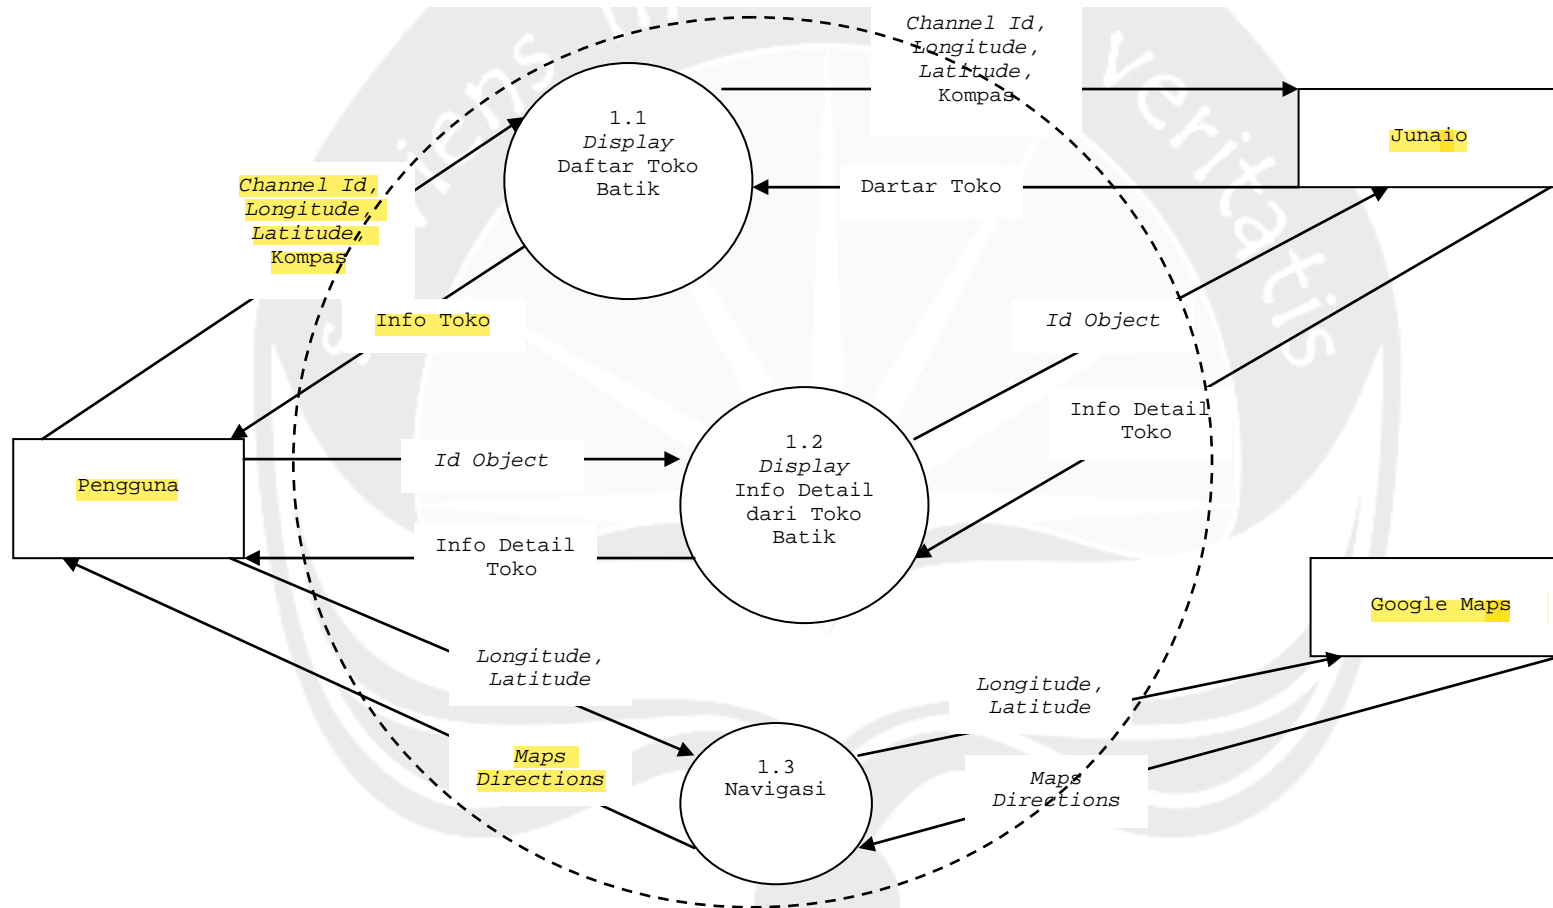 Channel Id,
Longitude,
Latitude,
Kompas
1.1
Display
Daftar Toko
Batik
Junaio
Dartar Toko
Channel Id,
Longitude,
Latitude,
Kompas
Info Toko
Id Object
Info Detail
Toko
Pengguna
Id Object
1.2
Display
Info Detail
dari Toko
Batik
Info Detail
Toko
Google Maps
Longitude,
Latitude
Longitude,
Latitude
Maps
Directions
1.3
Navigasi
Maps
Directions
veritatis